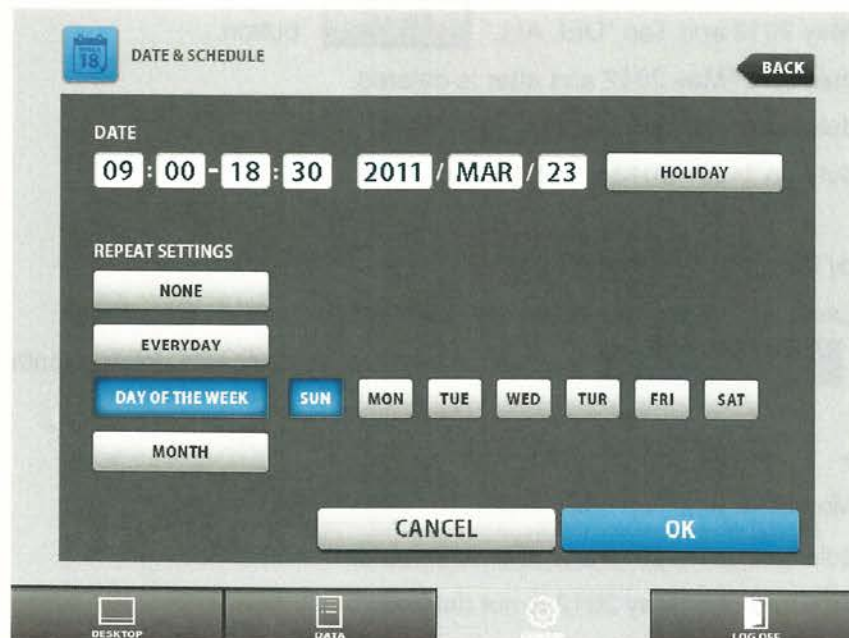 DATE & SCHEDULE
BACK
DATE
09 : 00 - 18 : 30 2011 / MAR / 23 HOLIDAY
REPEAT SETTINGS
NONE
EVERYDAY
DAY OF THE WEEK SUN MON TUE WED TUR FRI SAT
MONTH
CANCEL OK
DESKTOP DATA LOG OFF